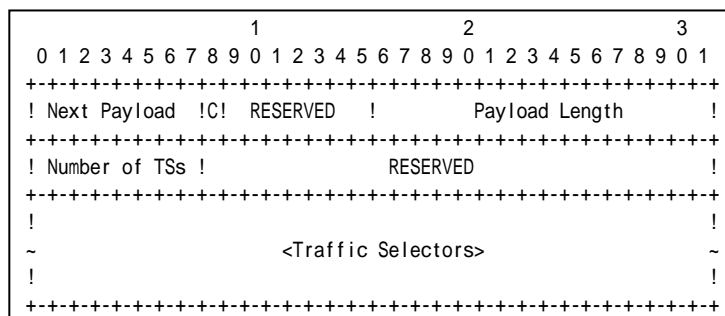 1                   2                   3
 0 1 2 3 4 5 6 7 8 9 0 1 2 3 4 5 6 7 8 9 0 1 2 3 4 5 6 7 8 9 0 1
+-+-+-+-+-+-+-+-+-+-+-+-+-+-+-+-+-+-+-+-+-+-+-+-+-+-+-+-+-+-+-+-+
! Next Payload !C! RESERVED ! Payload Length !
+-+-+-+-+-+-+-+-+-+-+-+-+-+-+-+-+-+-+-+-+-+-+-+-+-+-+-+-+-+-+-+-+
! Number of TSs ! RESERVED !
+-+-+-+-+-+-+-+-+-+-+-+-+-+-+-+-+-+-+-+-+-+-+-+-+-+-+-+-+-+-+-+-+
! !
~ <Traffic Selectors> ~
! !
+-+-+-+-+-+-+-+-+-+-+-+-+-+-+-+-+-+-+-+-+-+-+-+-+-+-+-+-+-+-+-+-+